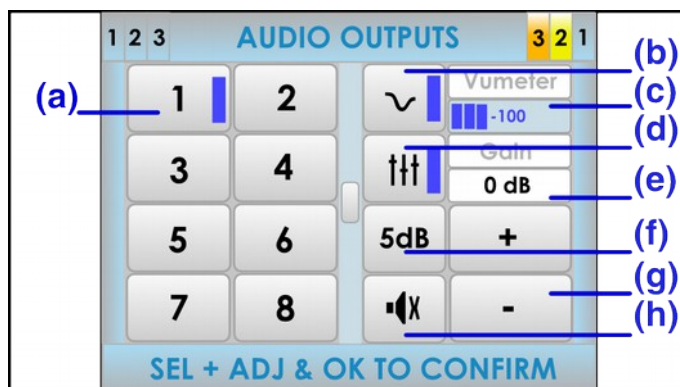 1 2 3 AUDIO OUTPUTS 3 2 1
(a)
1 2
3 4
5 6
7 8
Vumeter
-100
Gain
0 dB
5dB +
-
X
(b)
(c)
(d)
(e)
(f)
(g)
(h)
SEL + ADJ & OK TO CONFIRM